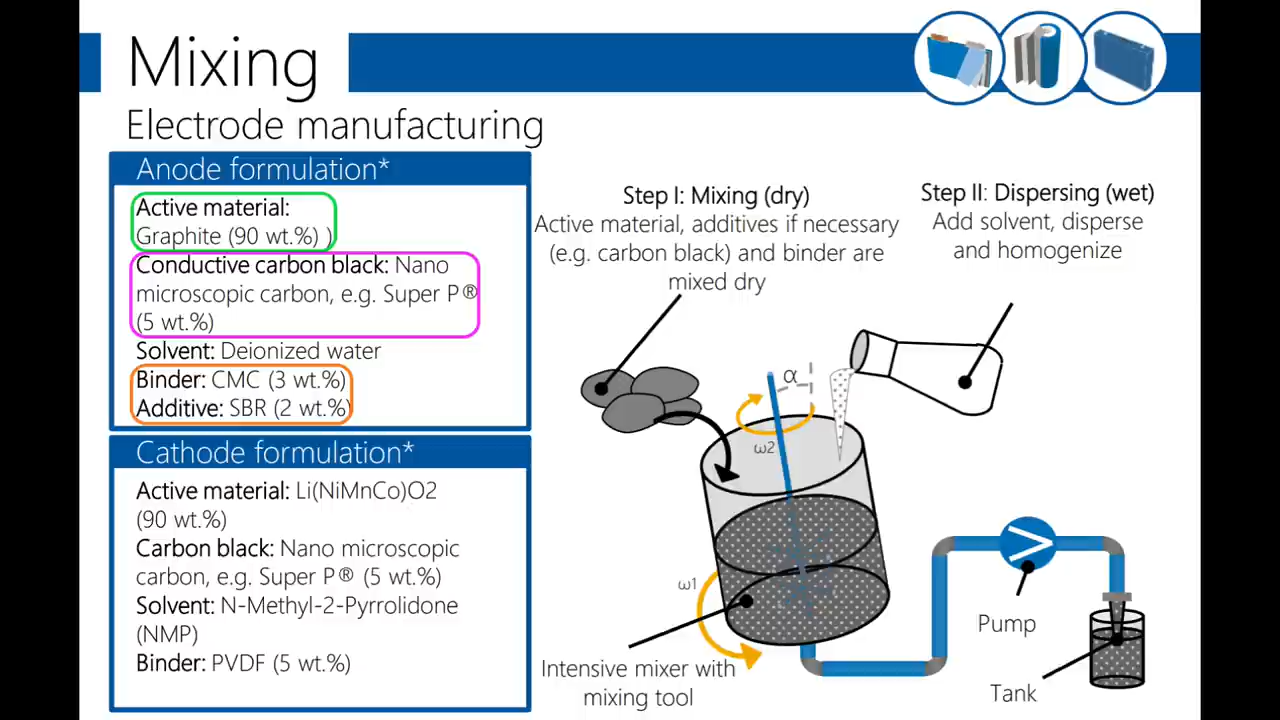 Mixing
Electrode manufacturing
Anode formulation*
Active material:
Graphite (90 wt.%) )
Conductive carbon black: Nano
microscopic carbon, e.g. Super P®
(5 wt.%)
Solvent: Deionized water
Binder: CMC (3 wt.%)
Additive: SBR (2 wt.%)
Cathode formulation*
Active material: Li(NiMnCo)O2
(90 wt.%)
Carbon black: Nano microscopic
carbon, e.g. Super P® (5 wt.%)
Solvent: N-Methyl-2-Pyrrolidone
(NMP)
Binder: PVDF (5 wt.%)
Step I: Mixing (dry)
Active material, additives if necessary
(e.g. carbon black) and binder are
mixed dry
Step II: Dispersing (wet)
Add solvent, disperse
and homogenize
α
ω2
ω1
Intensive mixer with
mixing tool
Pump
Tank